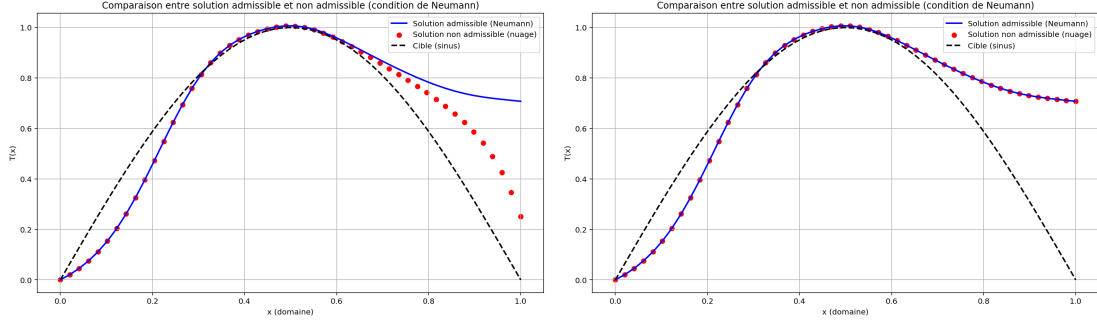 Comparaison entre solution admissible et non admissible (condition de Neumann)
Solution admissible (Neumann)
Solution non admissible (nuage)
Cible (sinus)
T(x)
1.0
0.8
0.6
0.4
0.2
0.0
0.0 0.2 0.4 0.6 0.8 1.0
x (domaine)
Comparaison entre solution admissible et non admissible (condition de Neumann)
Solution admissible (Neumann)
Solution non admissible (nuage)
Cible (sinus)
T(x)
1.0
0.8
0.6
0.4
0.2
0.0
0.0 0.2 0.4 0.6 0.8 1.0
x (domaine)